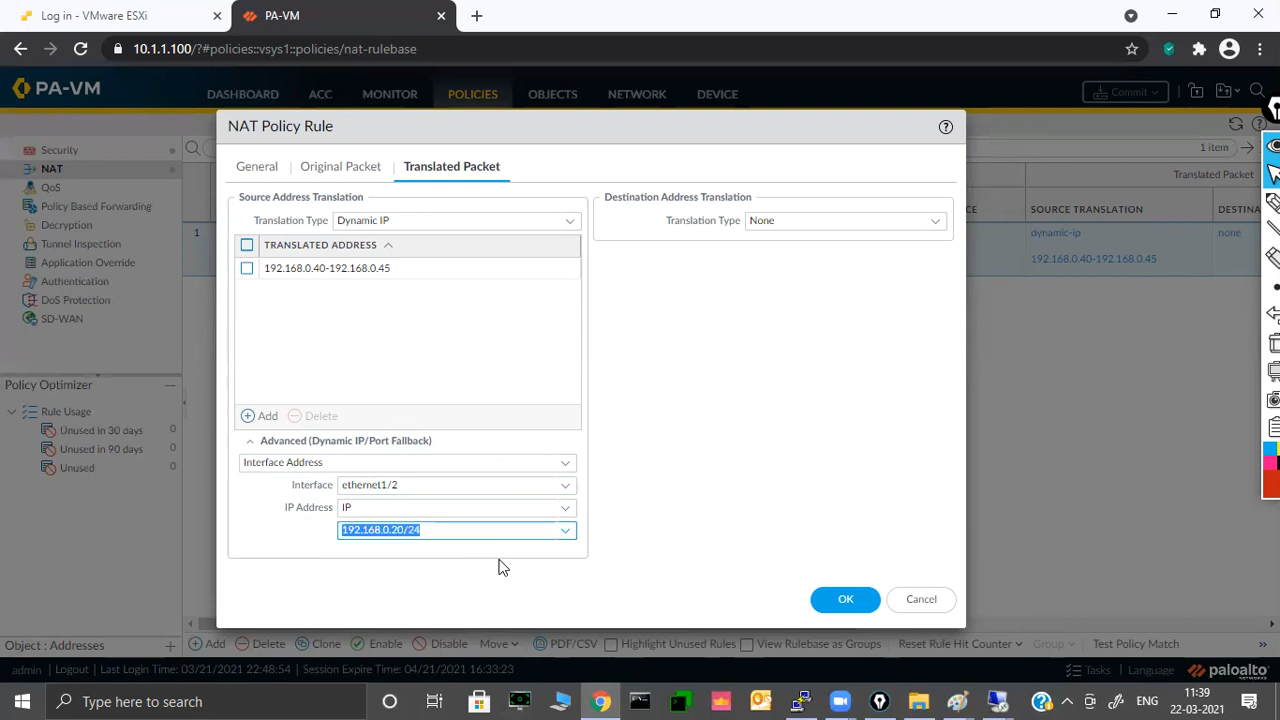 Log in - VMware ESXi
PA-VM
10.1.1.100/?#policies::vsys1::policies/nat-rulebase
PA-VM
DASHBOARD
ACC
MONITOR
POLICIES
OBJECTS
NETWORK
DEVICE
Commit
Security
NAT
QoS
Policy Based Forwarding
Decryption
Tunnel Inspection
Application Override
Authentication
DoS Protection
SD-WAN
Policy Optimizer
Rule Usage
Unused in 30 days 0
Unused in 90 days 0
Unused 0
Object : Addresses
1 item
Translated Packet
SOURCE TRANSLATION
1
dynamic-ip
none
192.168.0.40-192.168.0.45
NAT Policy Rule
General
Original Packet
Translated Packet
Source Address Translation
Translation Type Dynamic IP
TRANSLATED ADDRESS
192.168.0.40-192.168.0.45
Add
Delete
Advanced (Dynamic IP/Port Fallback)
Interface Address
Interface ethernet1/2
IP Address IP
192.168.0.20/24
Destination Address Translation
Translation Type None
OK
Cancel
Add
Delete
Clone
Enable
Disable
Move
PDF/CSV
Highlight Unused Rules
View Rulebase as Groups
Reset Rule Hit Counter
Group
Test Policy Match
admin | Logout | Last Login Time: 03/21/2021 22:48:54 | Session Expire Time: 04/21/2021 16:33:23
Tasks | Language
paloalto
Type here to search
ENG
11:39
22-03-2021